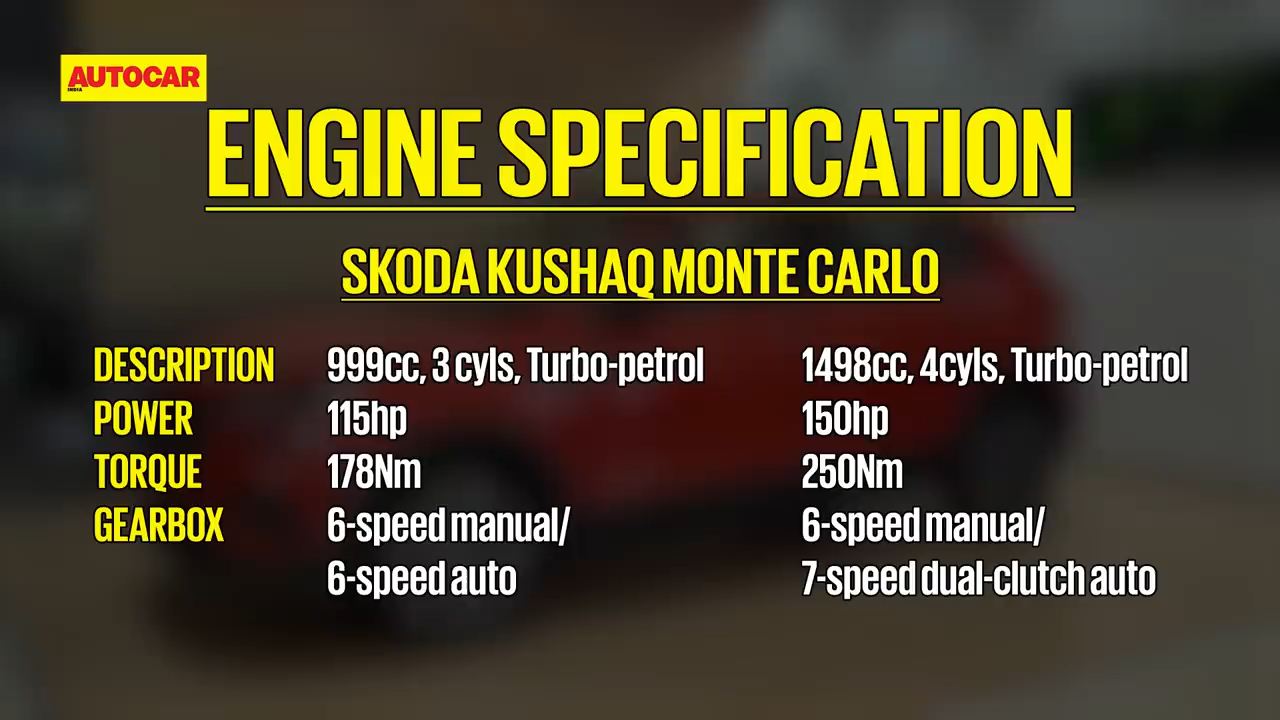 AUTOCAR
INDIA
ENGINE SPECIFICATION
SKODA KUSHAQ MONTE CARLO
DESCRIPTION 999cc, 3 cyls, Turbo-petrol 1498cc, 4cyls, Turbo-petrol
POWER 115hp 150hp
TORQUE 178Nm 250Nm
GEARBOX 6-speed manual/ 6-speed manual/
6-speed auto 7-speed dual-clutch auto